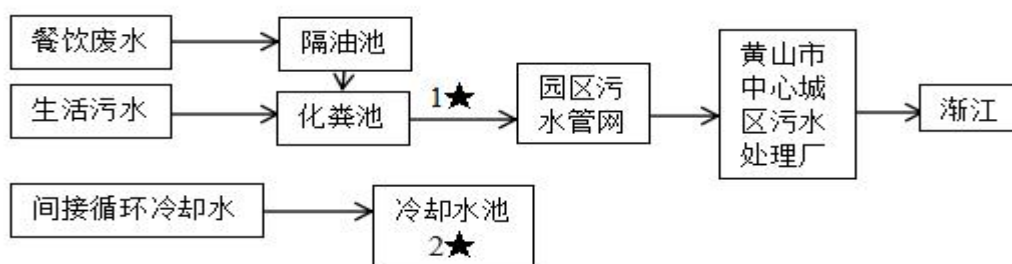 餐饮废水
隔油池
生活污水
化粪池
1★
园区污
水管网
黄山市
中心城
区污水
处理厂
渐江
间接循环冷却水
冷却水池
2★